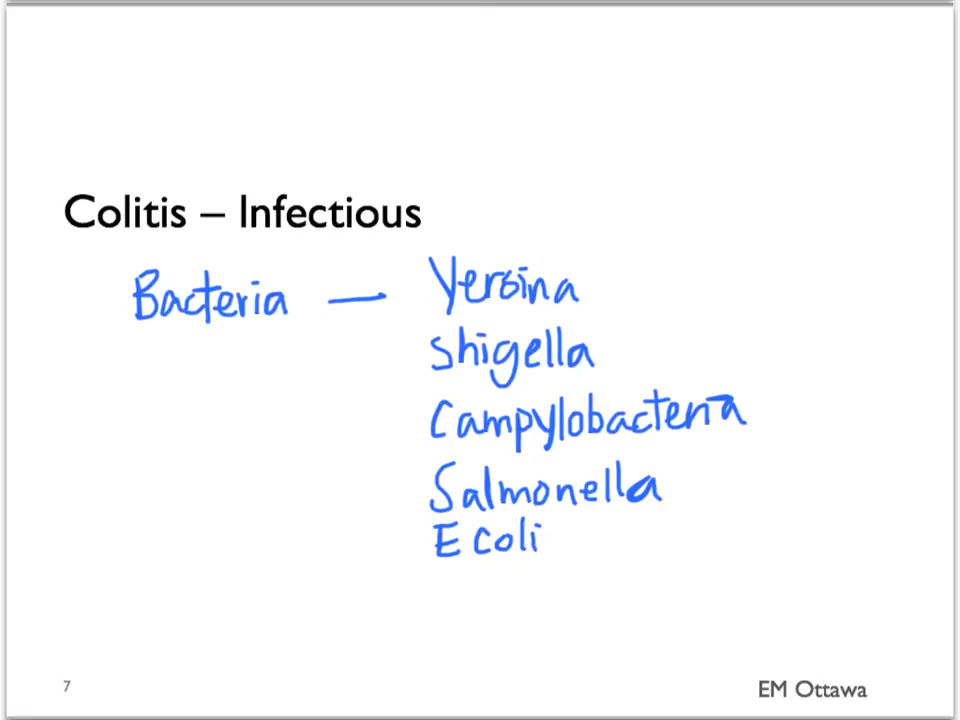 Colitis – Infectious
Bacteria — Yersina
Shigella
Campylobacteria
Salmonella
E coli
7
EM Ottawa